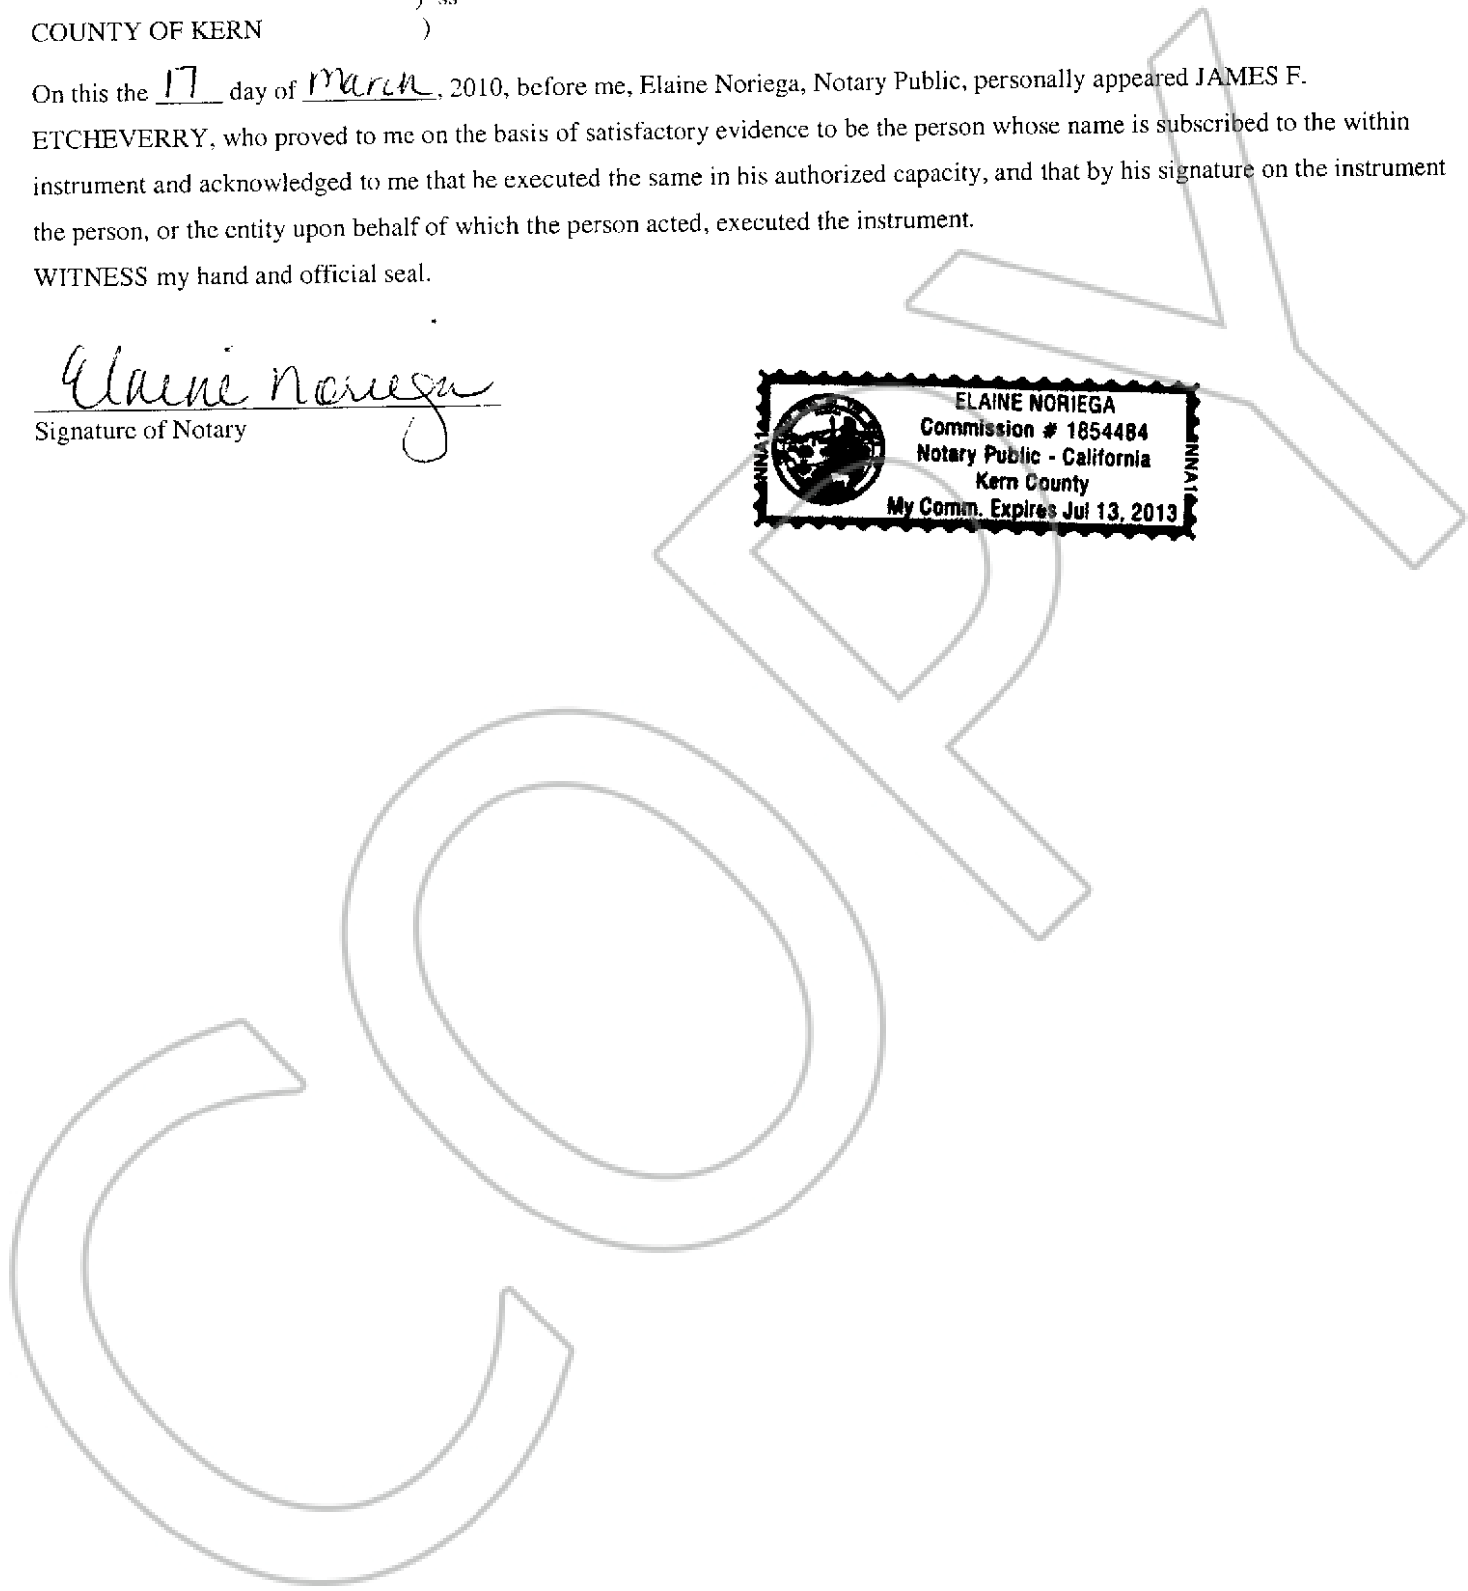 ) ss
COUNTY OF KERN )
On this the 17 day of March, 2010, before me, Elaine Noriega, Notary Public, personally appeared JAMES F.
ETCHEVERRY, who proved to me on the basis of satisfactory evidence to be the person whose name is subscribed to the within
instrument and acknowledged to me that he executed the same in his authorized capacity, and that by his signature on the instrument
the person, or the entity upon behalf of which the person acted, executed the instrument.
WITNESS my hand and official seal.
Elaine Noriega
Signature of Notary
ELAINE NORIEGA
Commission # 1854484
Notary Public - California
Kern County
My Comm. Expires Jul 13, 2013
NNA1
NNA1
COPY